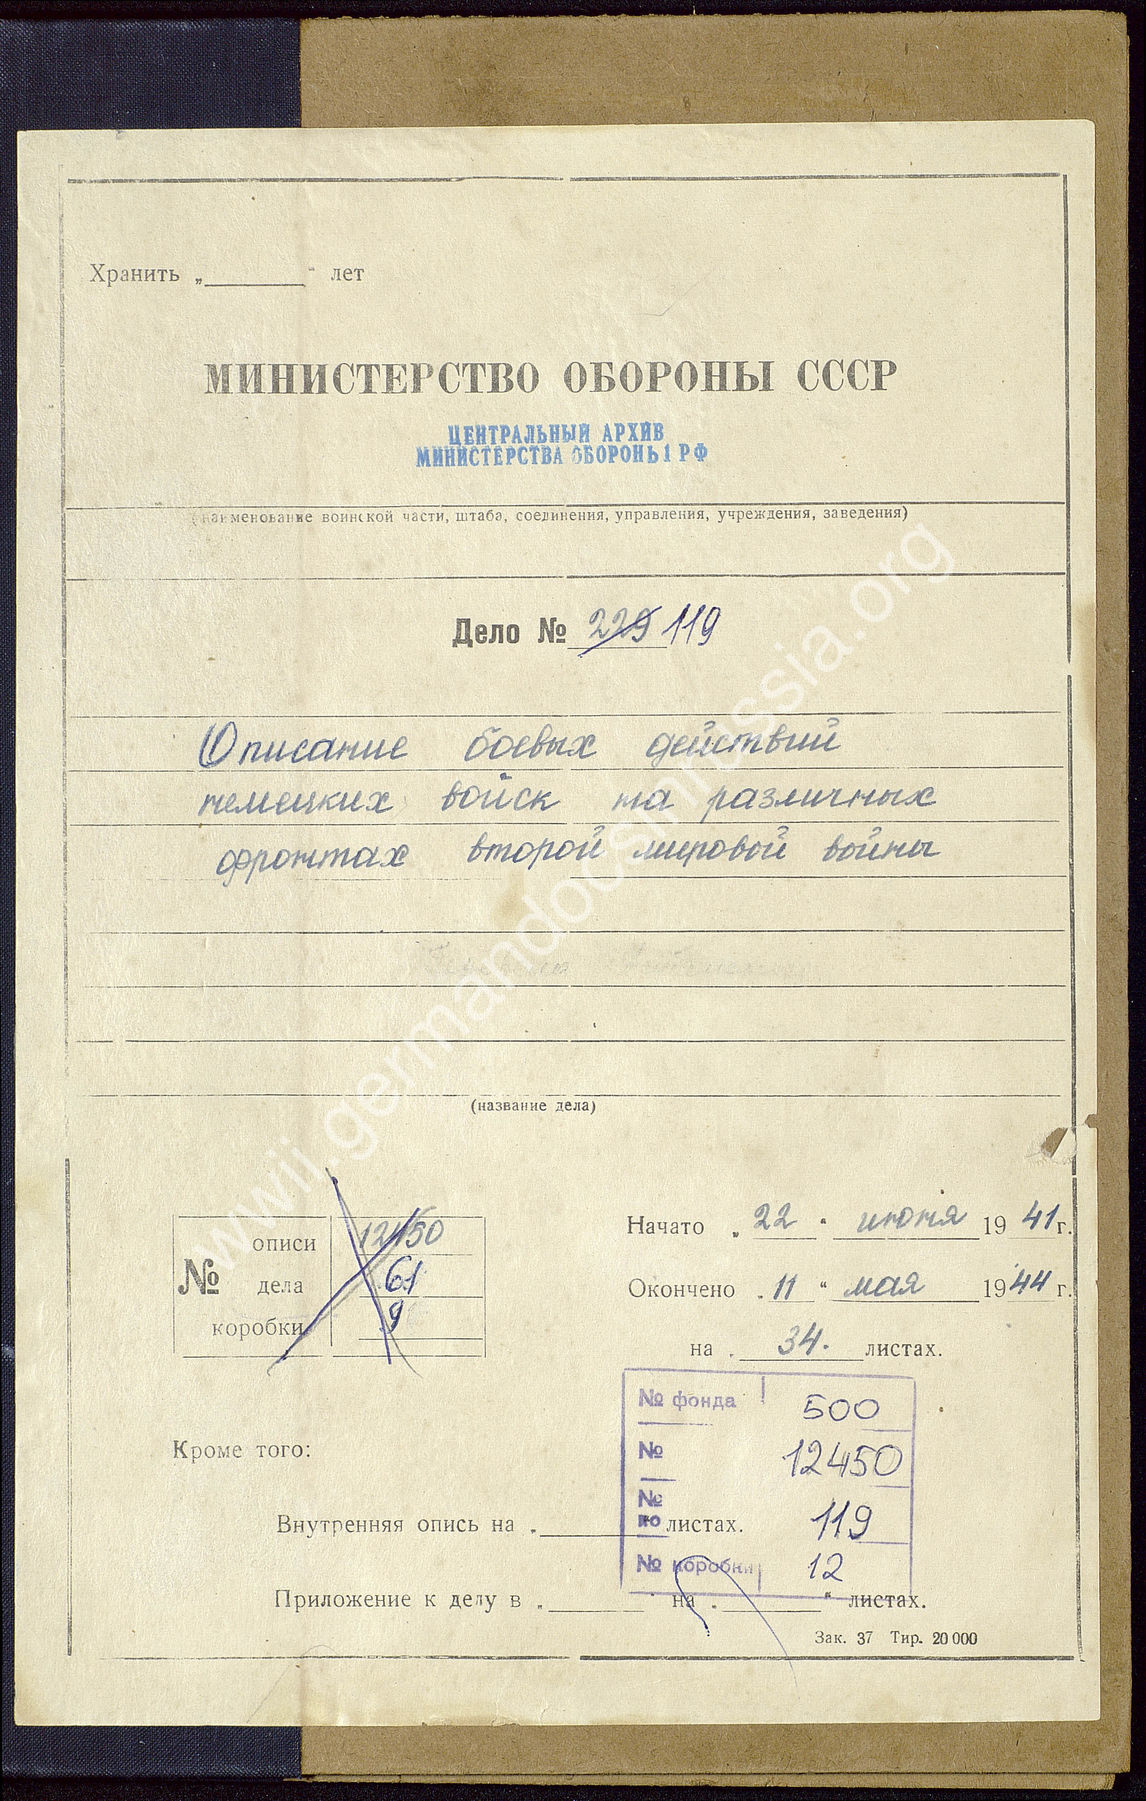 Хранить „ “ лет
МИНИСТЕРСТВО ОБОРОНЫ СССР
ЦЕНТРАЛЬНЫЙ АРХИВ
МИНИСТЕРСТВА ОБОРОНЫ РФ
(наименование воинской части, штаба, соединения, управления, учреждения, заведения)
Дело № 229 119
Описание боевых действий
немецких войск на различных
фронтах второй мировой войны
(название дела)
№
описи 12450
дела 61
коробки 9
Начато „ 22 “ июня 1941 г.
Окончено „ 11 “ мая 1944 г.
на „ 34. листах.
№ фонда 500
№ 12450
№ по 119
№ коробки 12
Кроме того:
Внутренняя опись на „ листах.
Приложение к делу в „ “ на „ “ листах.
Зак. 37 Тир. 20 000
wwii.germandocsinrussia.org